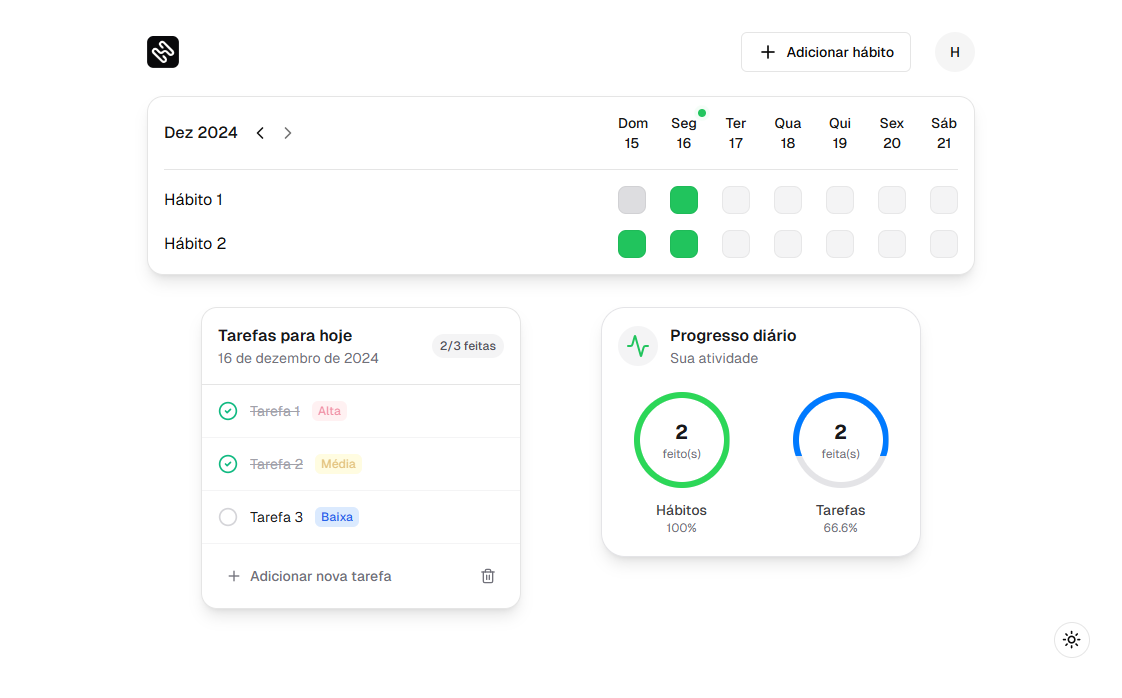 Adicionar hábito
H
Dez 2024
Dom Seg Ter Qua Qui Sex Sáb
15 16 17 18 19 20 21
Hábito 1
Hábito 2
Tarefas para hoje
16 de dezembro de 2024
2/3 feitas
Tarefa 1 Alta
Tarefa 2 Média
Tarefa 3 Baixa
Adicionar nova tarefa
Progresso diário
Sua atividade
2
feito(s)
Hábitos
100%
2
feita(s)
Tarefas
66.6%